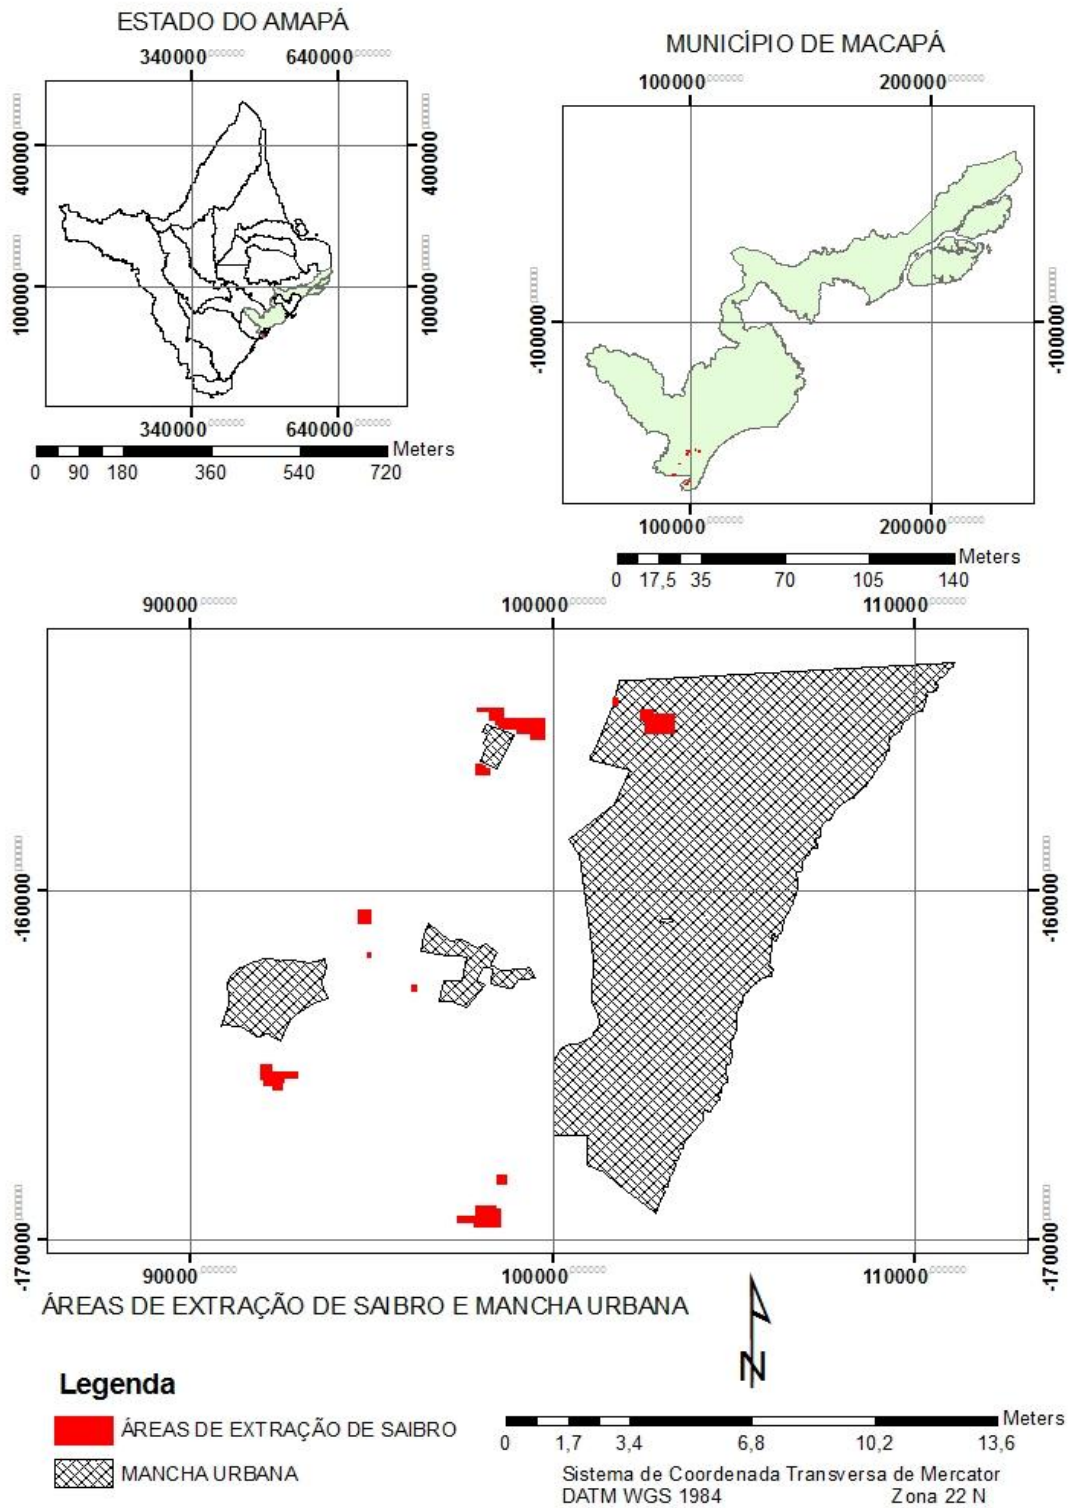 ESTADO DO AMAPÁ
340000 640000
400000 400000
100000 100000
340000 640000
Meters
0 90 180 360 540 720
MUNICÍPIO DE MACAPÁ
100000 200000
-100000 -100000
100000 200000
Meters
0 17,5 35 70 105 140
90000 100000 110000
-160000 -160000
-170000 -170000
90000 100000 110000
ÁREAS DE EXTRAÇÃO DE SAIBRO E MANCHA URBANA
N
Legenda
ÁREAS DE EXTRAÇÃO DE SAIBRO
MANCHA URBANA
Meters
0 1,7 3,4 6,8 10,2 13,6
Sistema de Coordenada Transversa de Mercator
DATM WGS 1984 Zona 22 N